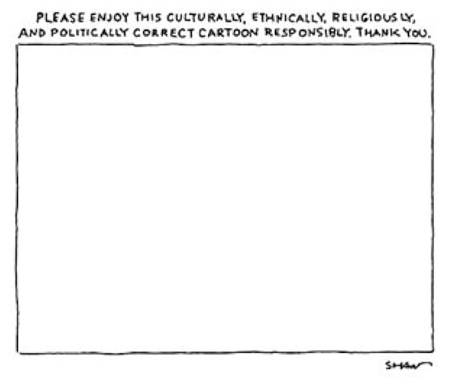 PLEASE ENJOY THIS CULTURALLY, ETHNICALLY, RELIGIOUSLY,
AND POLITICALLY CORRECT CARTOON RESPONSIBLY. THANK YOU.
SHAW